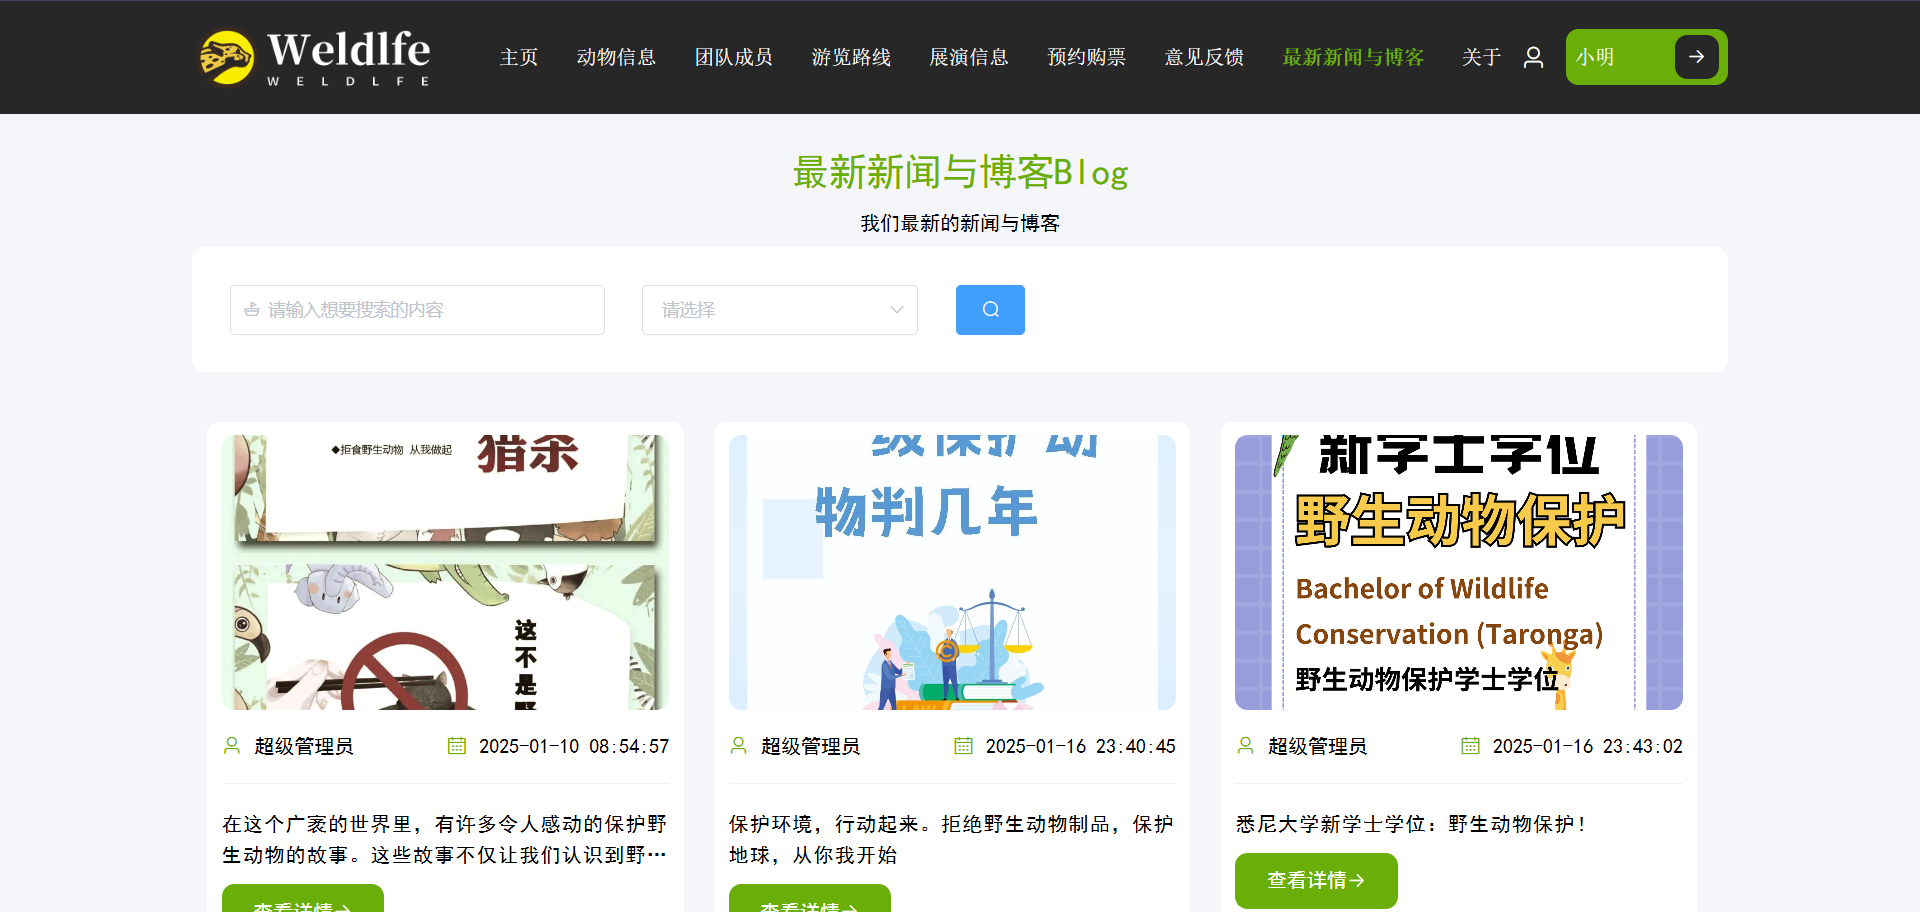 Weldlfe
WELDLFE
主页
动物信息
团队成员
游览路线
展演信息
预约购票
意见反馈
最新新闻与博客
关于
小明
最新新闻与博客Blog
我们最新的新闻与博客
请输入想要搜索的内容
请选择
◆拒食野生动物 从我做起
猎杀
这不是野
级保护动
物判几年
新学士学位
野生动物保护
Bachelor of Wildlife
Conservation (Taronga)
野生动物保护学士学位
超级管理员
2025-01-10 08:54:57
超级管理员
2025-01-16 23:40:45
超级管理员
2025-01-16 23:43:02
在这个广袤的世界里，有许多令人感动的保护野
生动物的故事。这些故事不仅让我们认识到野…
查看详情→
保护环境，行动起来。拒绝野生动物制品，保护
地球，从你我开始
查看详情→
悉尼大学新学士学位：野生动物保护！
查看详情→